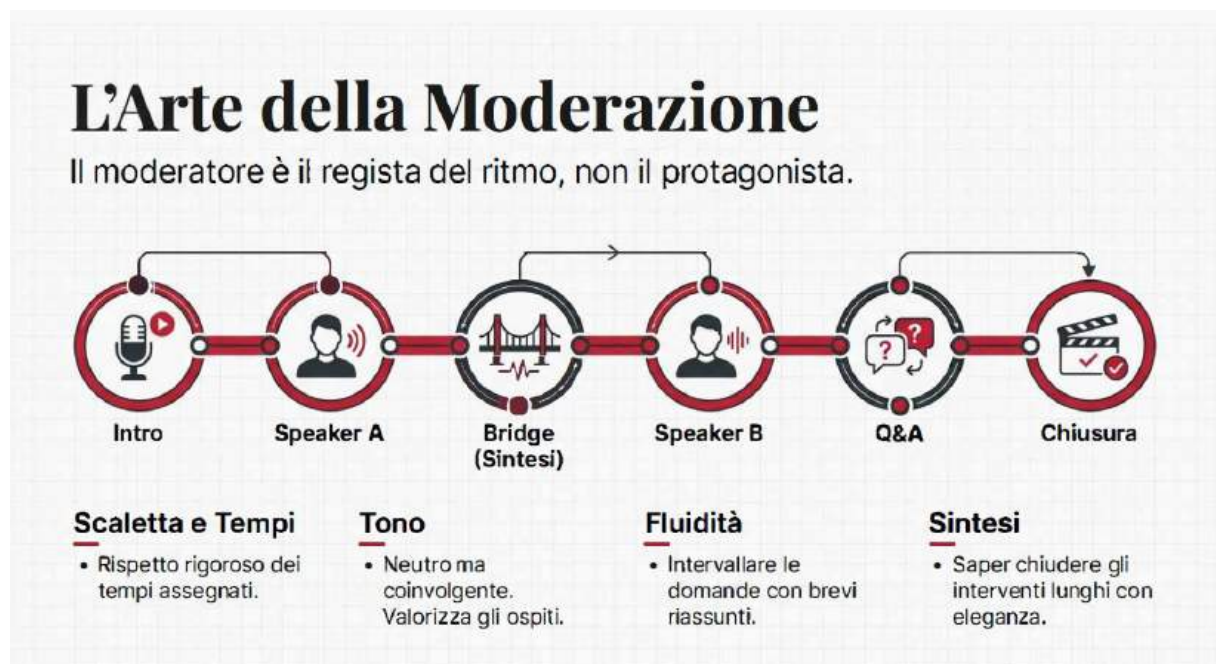 L'Arte della Moderazione
Il moderatore è il regista del ritmo, non il protagonista.
? ?
Intro
Speaker A
Bridge
(Sintesi)
Speaker B
Q&A
Chiusura
Scaletta e Tempi
• Rispetto rigoroso dei
tempi assegnati.
Tono
• Neutro ma
coinvolgente.
Valorizza gli ospiti.
Fluidità
• Intervallare le
domande con brevi
riassunti.
Sintesi
• Saper chiudere gli
interventi lunghi con
eleganza.